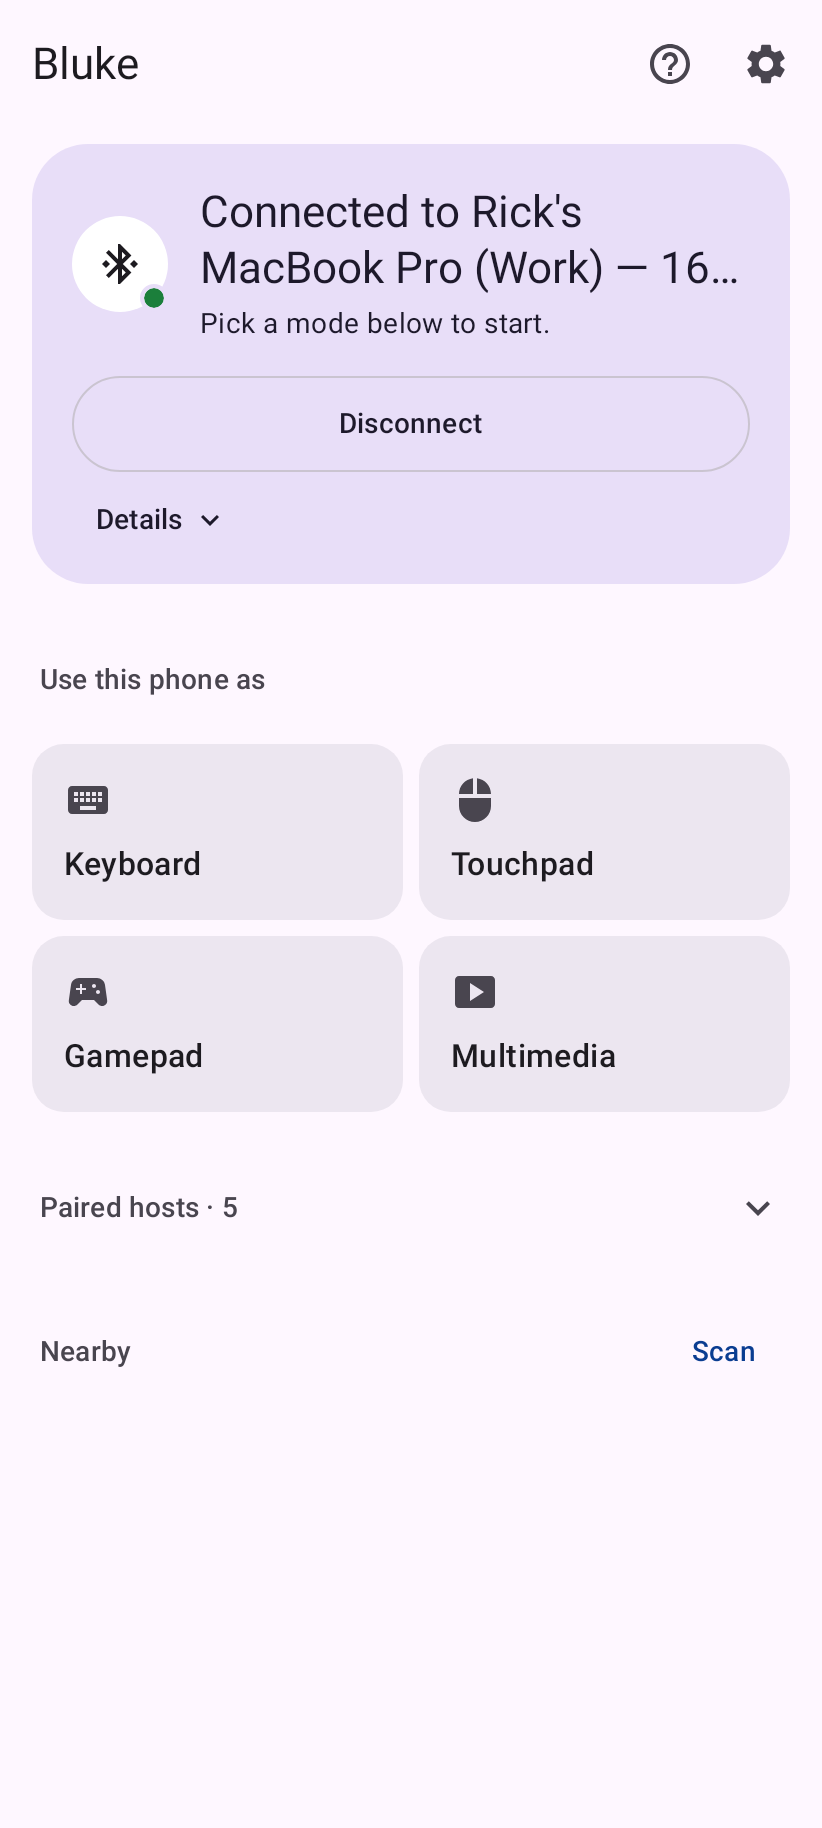 Bluke
Connected to Rick's
MacBook Pro (Work) — 16…
Pick a mode below to start.
Disconnect
Details
Use this phone as
Keyboard
Touchpad
Gamepad
Multimedia
Paired hosts · 5
Nearby
Scan